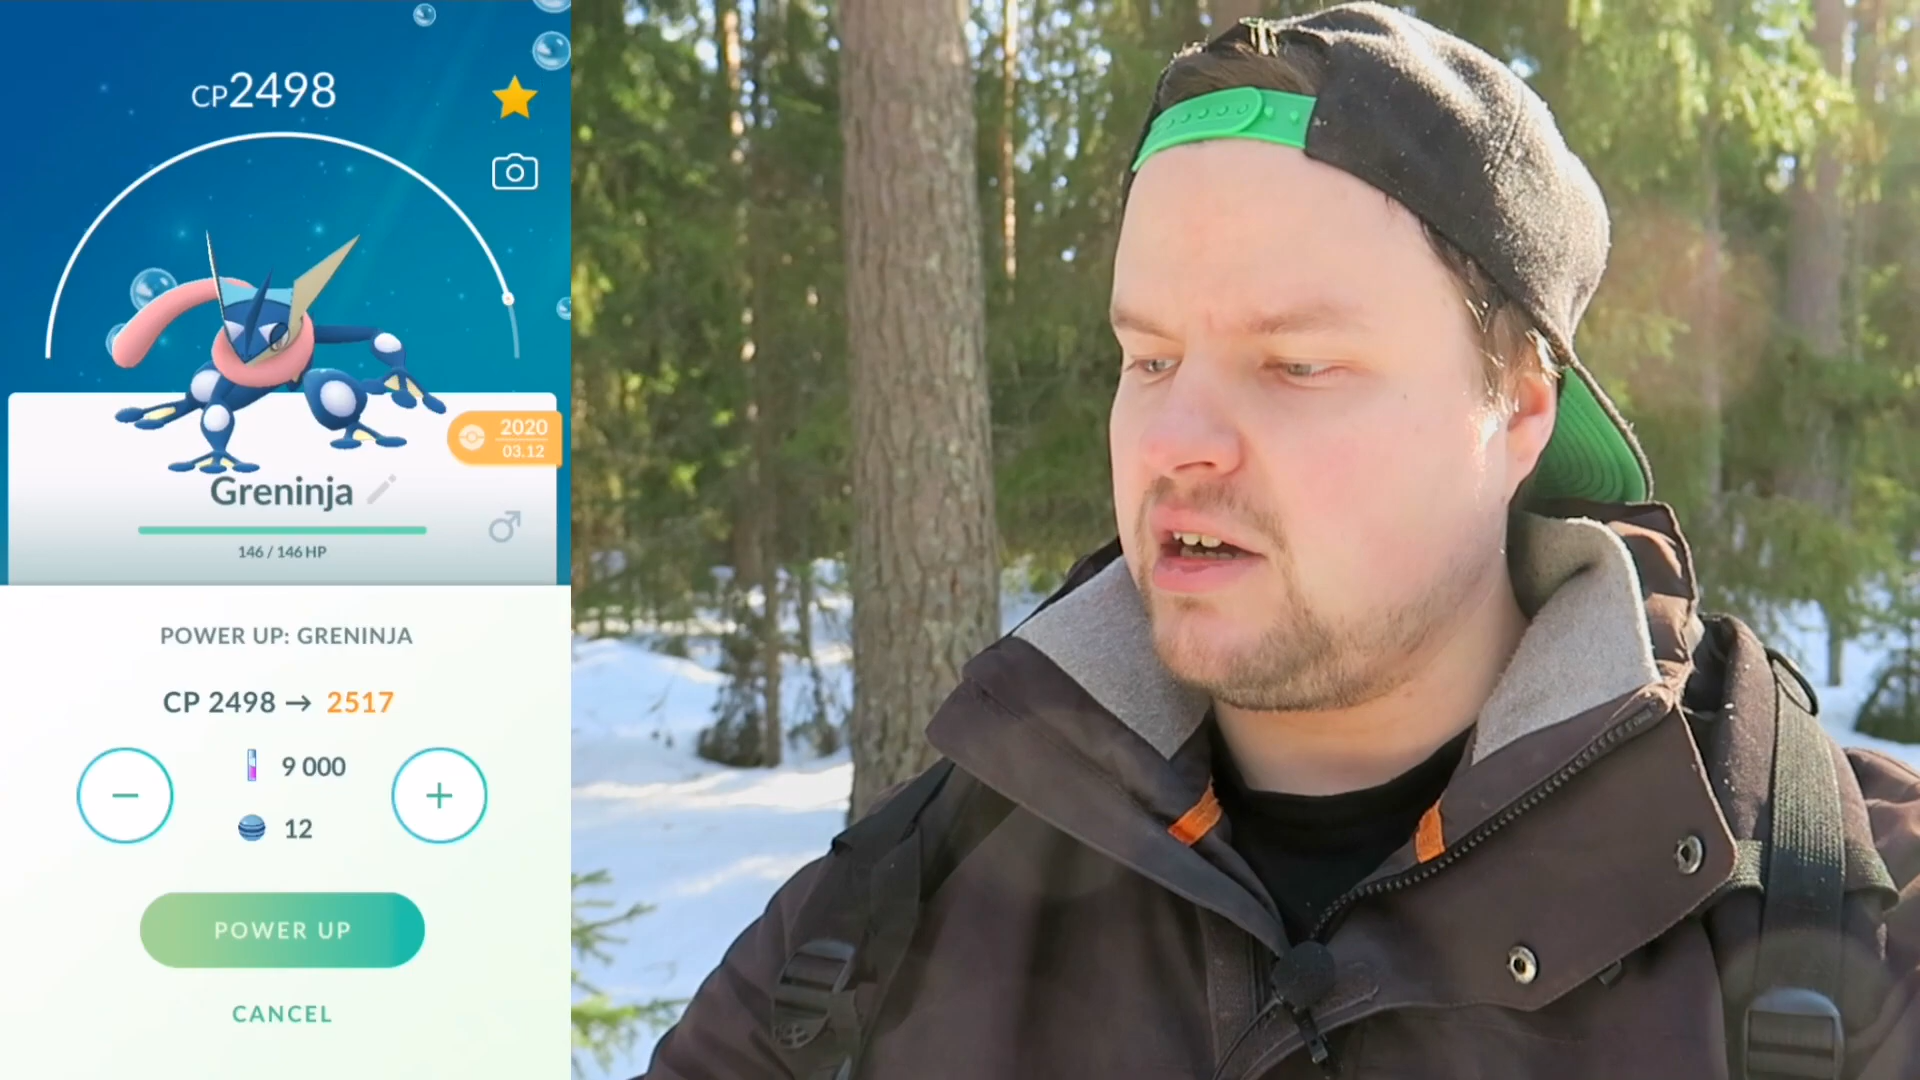 CP2498
2020
03.12
Greninja
146 / 146 HP
POWER UP: GRENINJA
CP 2498 → 2517
9 000
12
POWER UP
CANCEL